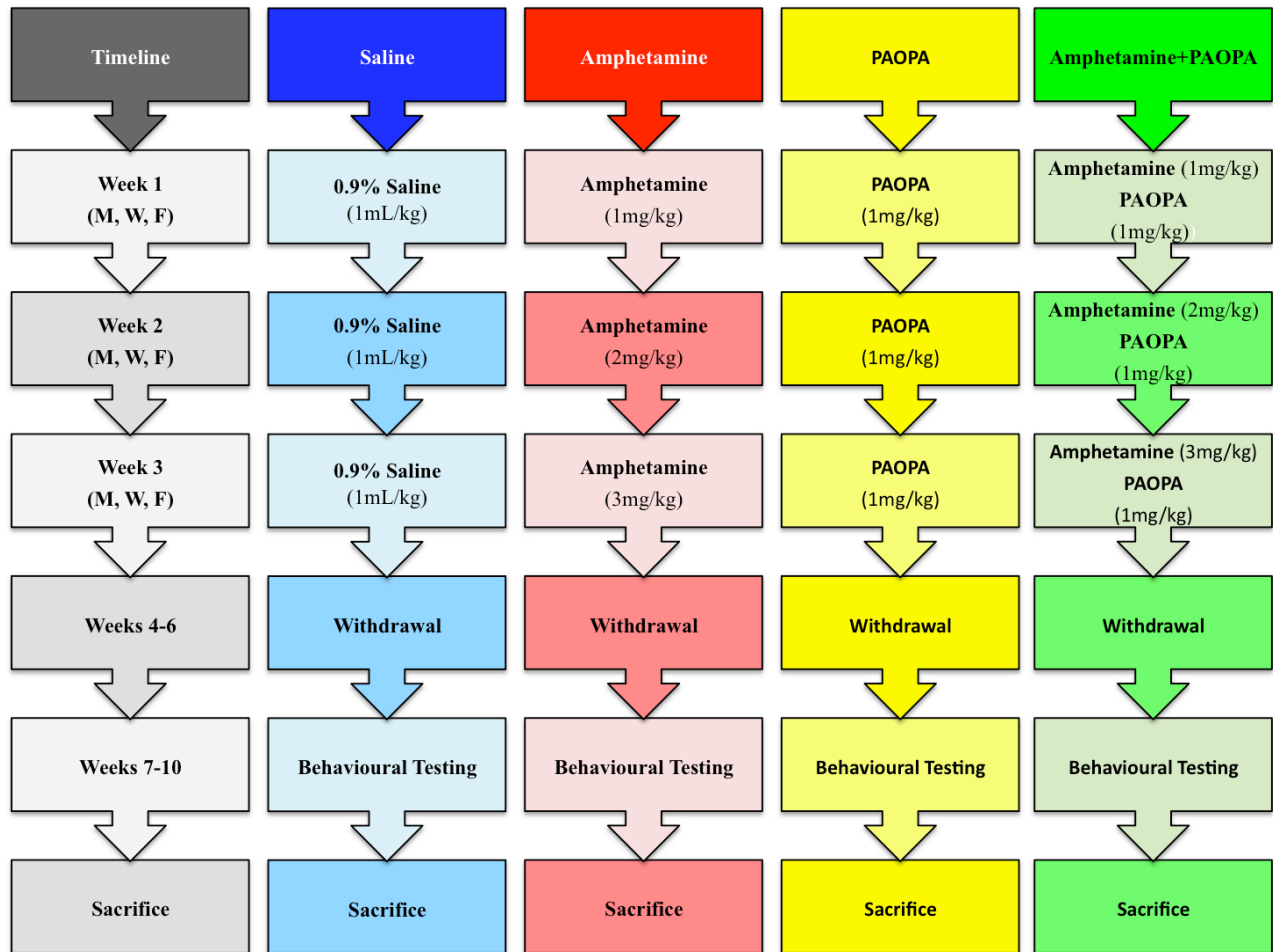 Timeline
Saline
Amphetamine
PAOPA
Amphetamine+PAOPA
Week 1
(M, W, F)
0.9% Saline
(1mL/kg)
Amphetamine
(1mg/kg)
PAOPA
(1mg/kg)
Amphetamine (1mg/kg)
PAOPA
(1mg/kg))
Week 2
(M, W, F)
0.9% Saline
(1mL/kg)
Amphetamine
(2mg/kg)
PAOPA
(1mg/kg)
Amphetamine (2mg/kg)
PAOPA
(1mg/kg)
Week 3
(M, W, F)
0.9% Saline
(1mL/kg)
Amphetamine
(3mg/kg)
PAOPA
(1mg/kg)
Amphetamine (3mg/kg)
PAOPA
(1mg/kg)
Weeks 4-6
Withdrawal
Withdrawal
Withdrawal
Withdrawal
Weeks 7-10
Behavioural Testing
Behavioural Testing
Behavioural Testing
Behavioural Testing
Sacrifice
Sacrifice
Sacrifice
Sacrifice
Sacrifice